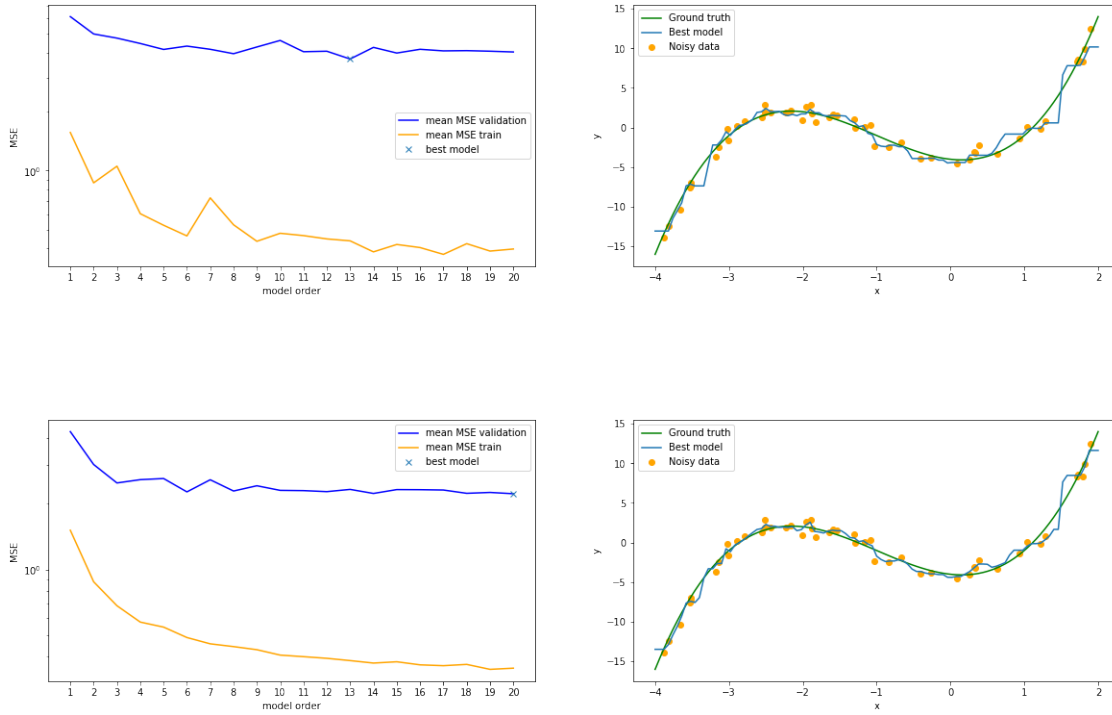 MSE
10⁰
mean MSE validation
mean MSE train
best model
1 2 3 4 5 6 7 8 9 10 11 12 13 14 15 16 17 18 19 20
model order
Ground truth
Best model
Noisy data
y
15
10
5
0
−5
−10
−15
−4 −3 −2 −1 0 1 2
x
mean MSE validation
mean MSE train
best model
MSE
10⁰
1 2 3 4 5 6 7 8 9 10 11 12 13 14 15 16 17 18 19 20
model order
Ground truth
Best model
Noisy data
y
15
10
5
0
−5
−10
−15
−4 −3 −2 −1 0 1 2
x